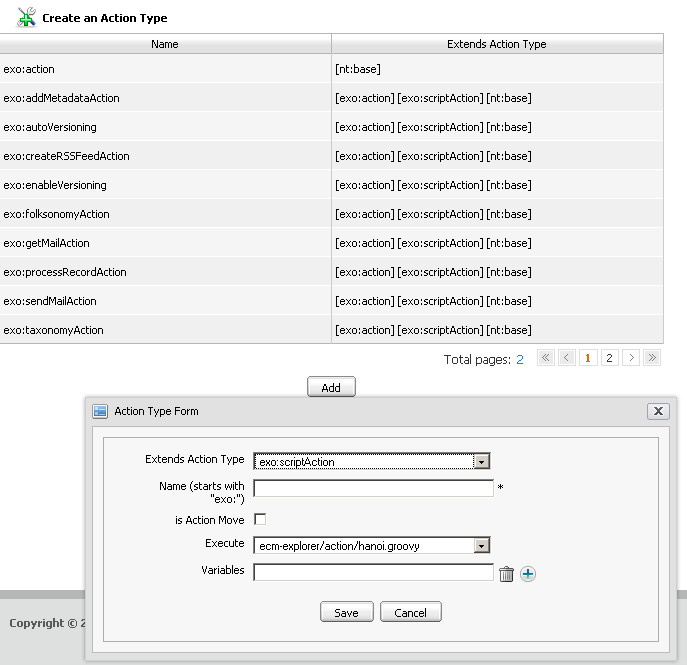 Create an Action Type
Name Extends Action Type
exo:action [nt:base]
exo:addMetadataAction [exo:action] [exo:scriptAction] [nt:base]
exo:autoVersioning [exo:action] [exo:scriptAction] [nt:base]
exo:createRSSFeedAction [exo:action] [exo:scriptAction] [nt:base]
exo:enableVersioning [exo:action] [exo:scriptAction] [nt:base]
exo:folksonomyAction [exo:action] [exo:scriptAction] [nt:base]
exo:getMailAction [exo:action] [exo:scriptAction] [nt:base]
exo:processRecordAction [exo:action] [exo:scriptAction] [nt:base]
exo:sendMailAction [exo:action] [exo:scriptAction] [nt:base]
exo:taxonomyAction [exo:action] [exo:scriptAction] [nt:base]
Total pages: 2 « < 1 2 > »
Add
Action Type Form X
Extends Action Type exo:scriptAction
Name (starts with
"exo:") *
is Action Move
Execute ecm-explorer/action/hanoi.groovy
Variables
Save Cancel
Copyright © 2